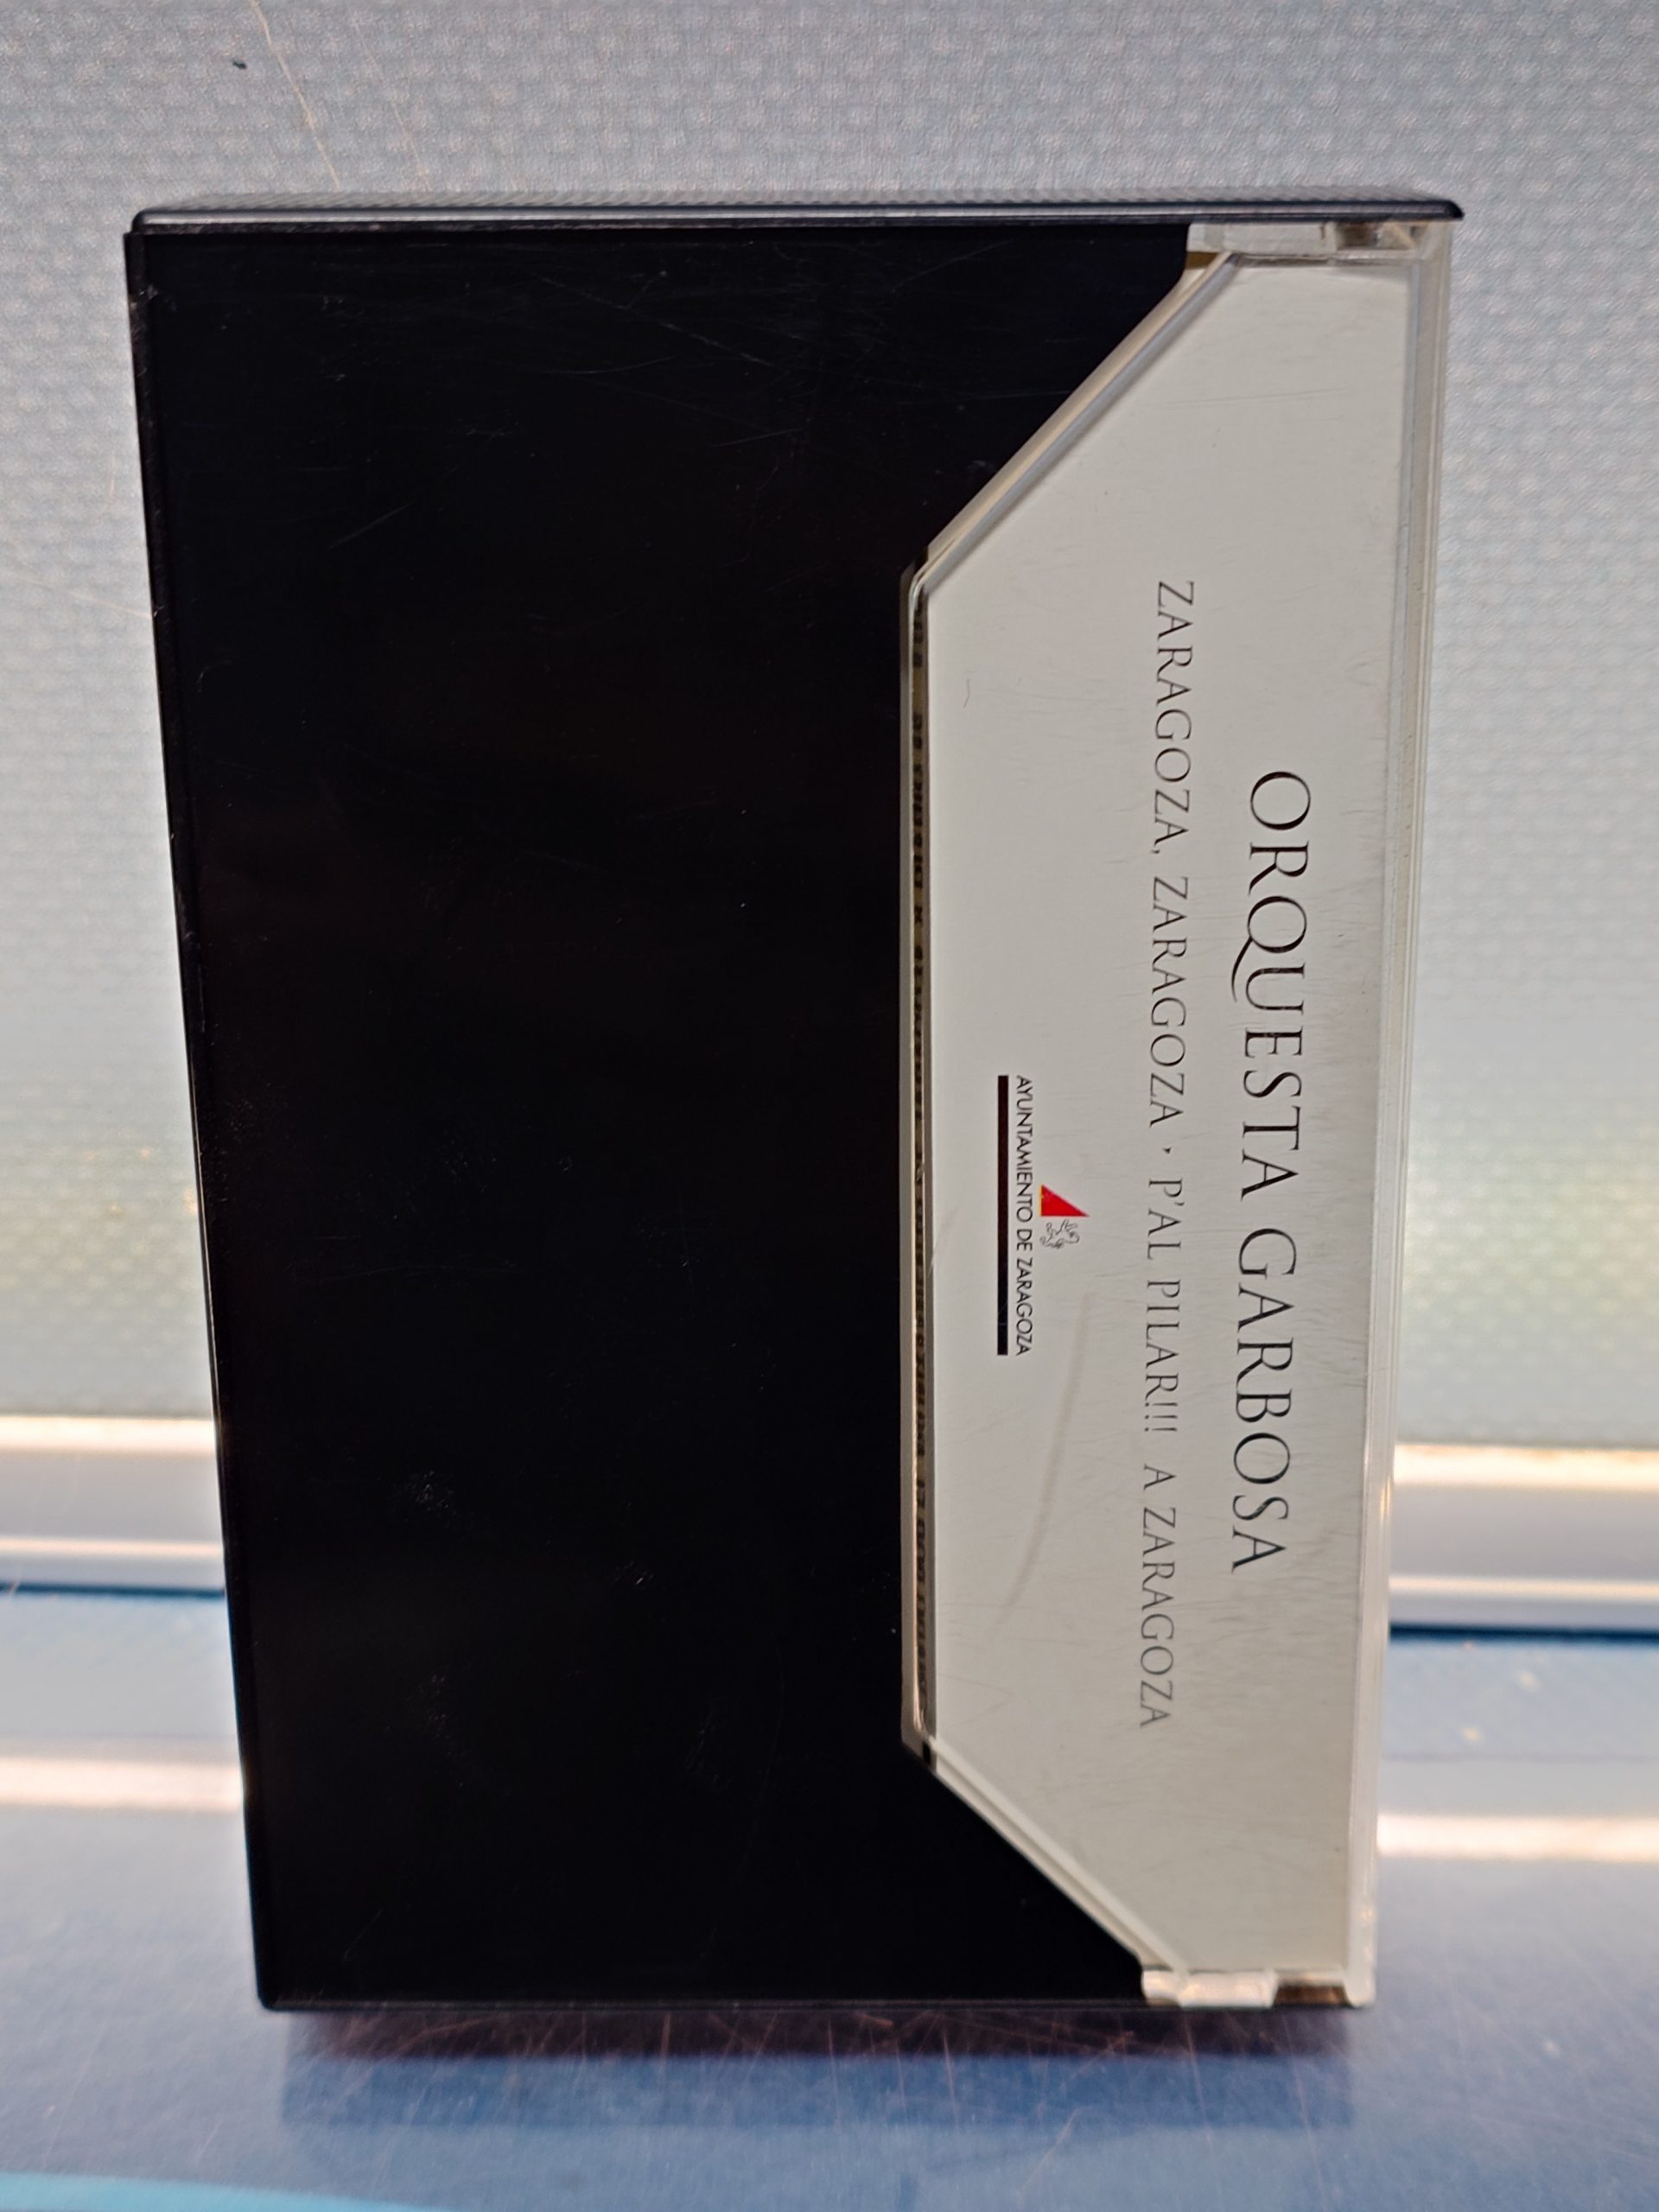 ORQUESTA GARBOSA
ZARAGOZA, ZARAGOZA · P'AL PILAR!!! A ZARAGOZA
AYUNTAMIENTO DE ZARAGOZA